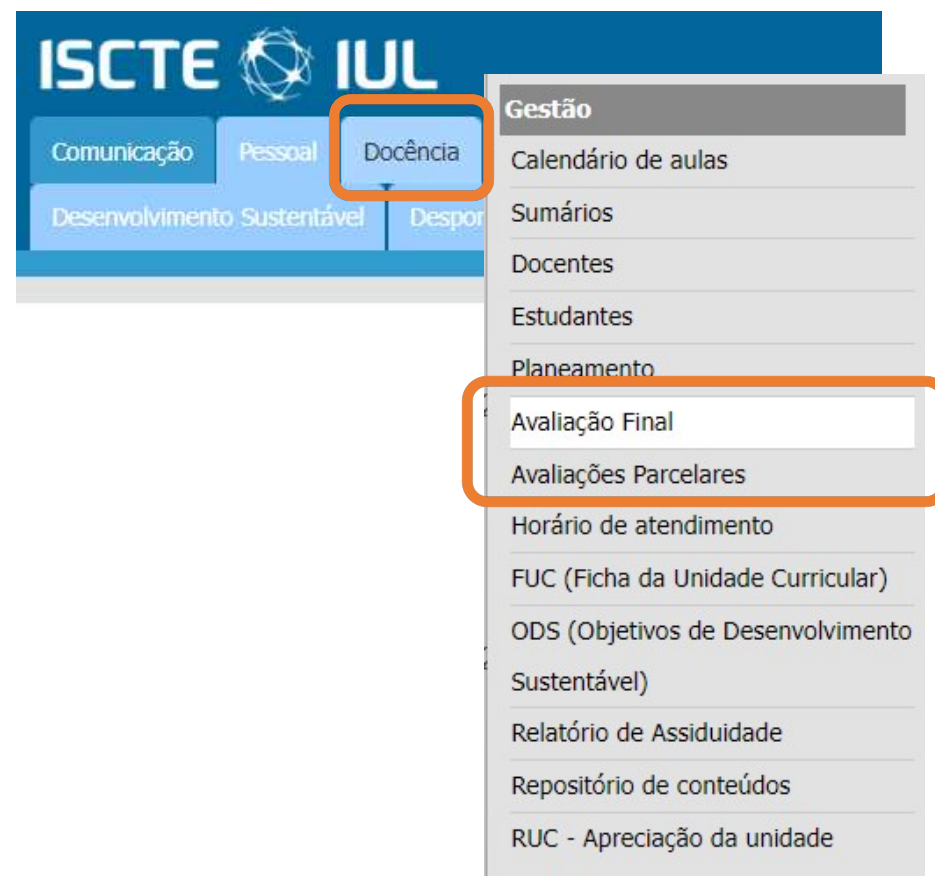 ISCTE IUL
Comunicação Pessoal Docência
Desenvolvimento Sustentável Despor
Gestão
Calendário de aulas
Sumários
Docentes
Estudantes
Planeamento
Avaliação Final
Avaliações Parcelares
Horário de atendimento
FUC (Ficha da Unidade Curricular)
ODS (Objetivos de Desenvolvimento
Sustentável)
Relatório de Assiduidade
Repositório de conteúdos
RUC - Apreciação da unidade